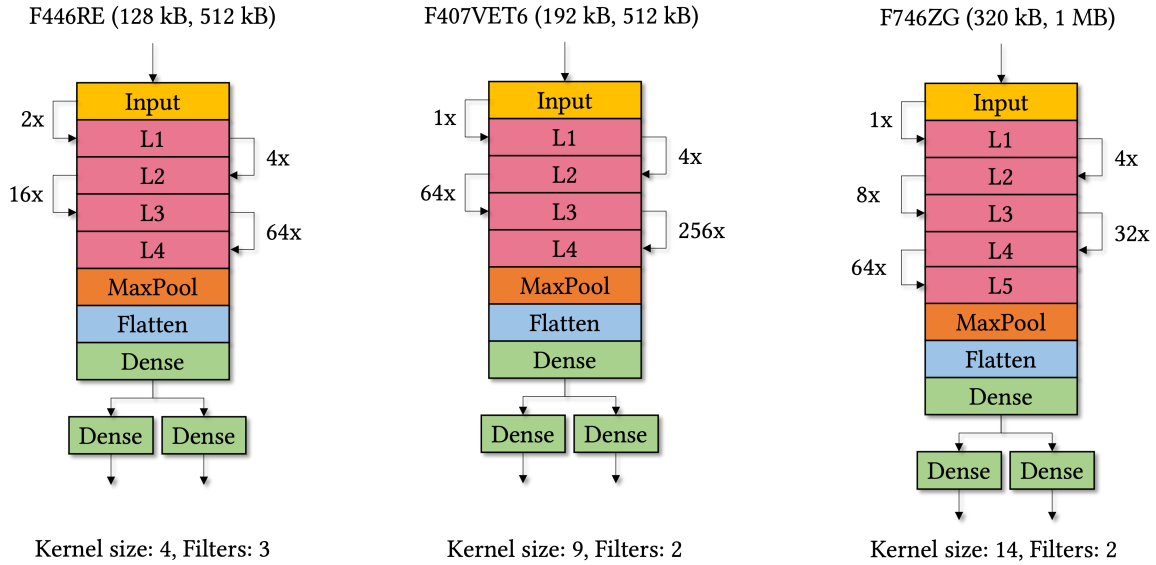 F446RE (128 kB, 512 kB)
Input
2x
L1
4x
L2
16x
L3
64x
L4
MaxPool
Flatten
Dense
Dense Dense
Kernel size: 4, Filters: 3
F407VET6 (192 kB, 512 kB)
Input
1x
L1
4x
L2
64x
L3
256x
L4
MaxPool
Flatten
Dense
Dense Dense
Kernel size: 9, Filters: 2
F746ZG (320 kB, 1 MB)
Input
1x
L1
4x
L2
8x
L3
32x
L4
64x
L5
MaxPool
Flatten
Dense
Dense Dense
Kernel size: 14, Filters: 2